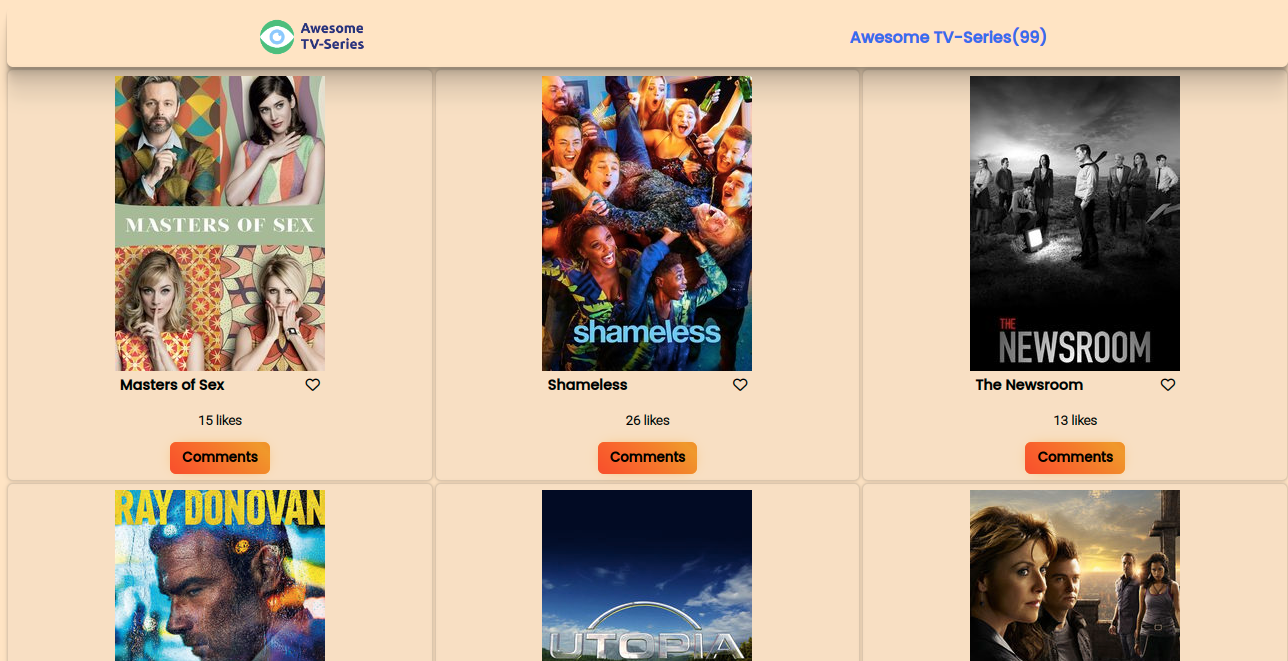 Awesome
TV-Series
Awesome TV-Series(99)
MASTERS OF SEX
shameless
THE
NEWSROOM
Masters of Sex
Shameless
The Newsroom
15 likes
26 likes
13 likes
Comments
Comments
Comments
RAY DONOVAN
UTOPIA